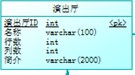 演出厅
演出厅ID int <pk>
名称 varchar(100)
行数 int
列数 int
简介 varchar(2000)